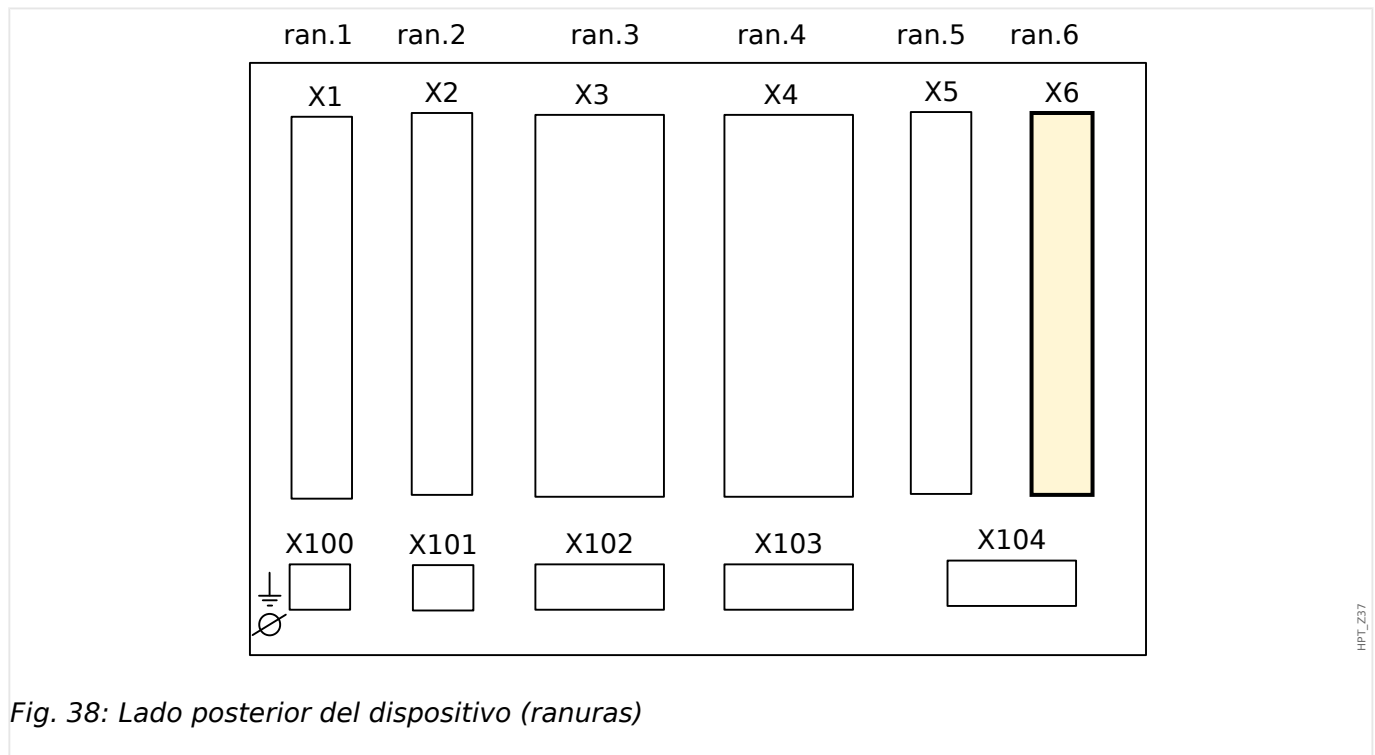 ran.1 ran.2 ran.3 ran.4 ran.5 ran.6
X1 X2 X3 X4 X5 X6
X100 X101 X102 X103 X104
HPT_Z37
Fig. 38: Lado posterior del dispositivo (ranuras)